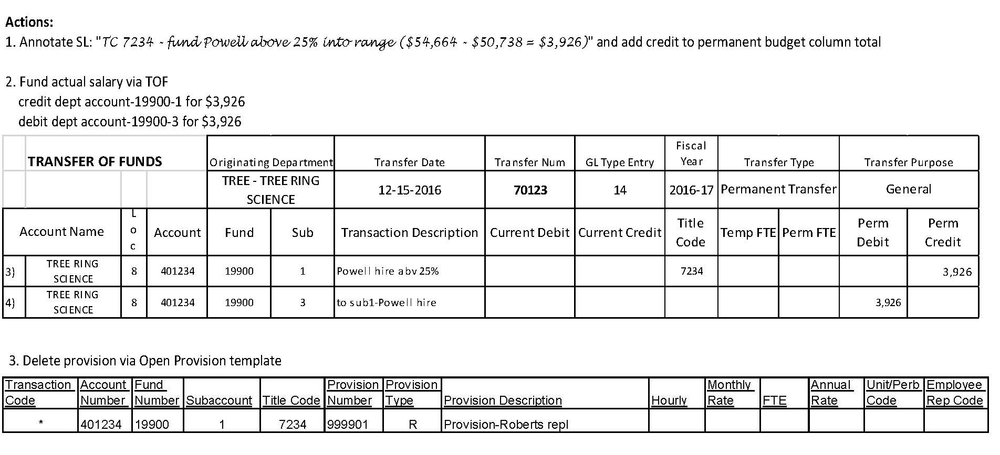 Actions:
1. Annotate SL: "TC 7234 - fund Powell above 25% into range ($54,664 - $50,738 = $3,926)" and add credit to permanent budget column total
2. Fund actual salary via TOF
credit dept account-19900-1 for $3,926
debit dept account-19900-3 for $3,926
TRANSFER OF FUNDS Originating Department Transfer Date Transfer Num GL Type Entry Fiscal Year Transfer Type Transfer Purpose
TREE - TREE RING SCIENCE 12-15-2016 70123 14 2016-17 Permanent Transfer General
Account Name Loc Account Fund Sub Transaction Description Current Debit Current Credit Title Code Temp FTE Perm FTE Perm Debit Perm Credit
3) TREE RING SCIENCE 8 401234 19900 1 Powell hire abv 25% 7234 3,926
4) TREE RING SCIENCE 8 401234 19900 3 to sub1-Powell hire 3,926
3. Delete provision via Open Provision template
Transaction Code Account Number Fund Number Subaccount Title Code Provision Number Provision Type Provision Description Hourly Monthly Rate FTE Annual Rate Unit/Perb Code Employee Rep Code
* 401234 19900 1 7234 999901 R Provision-Roberts repl